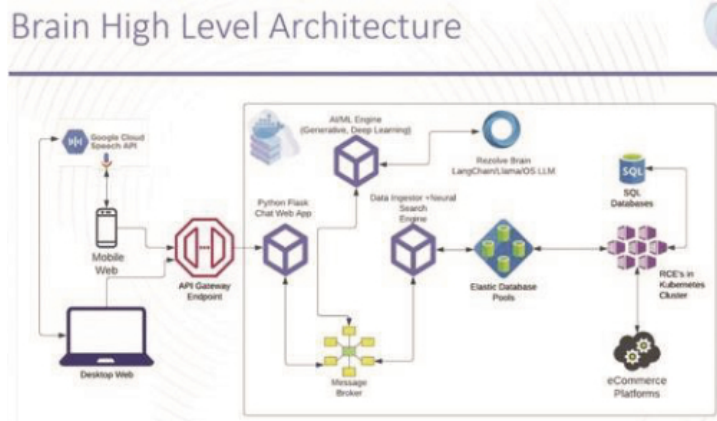 Brain High Level Architecture
Google Cloud
Speech API
Mobile
Web
Desktop Web
API Gateway
Endpoint
Python Flask
Chat Web App
AI/ML Engine
(Generative, Deep Learning)
Rezolve Brain
LangChain/Llama/OS LLM
Data Ingestor +Neural
Search
Engine
Message
Broker
Elastic Database
Pools
SQL
SQL
Databases
RCE's in
Kubernetes
Cluster
eCommerce
Platforms